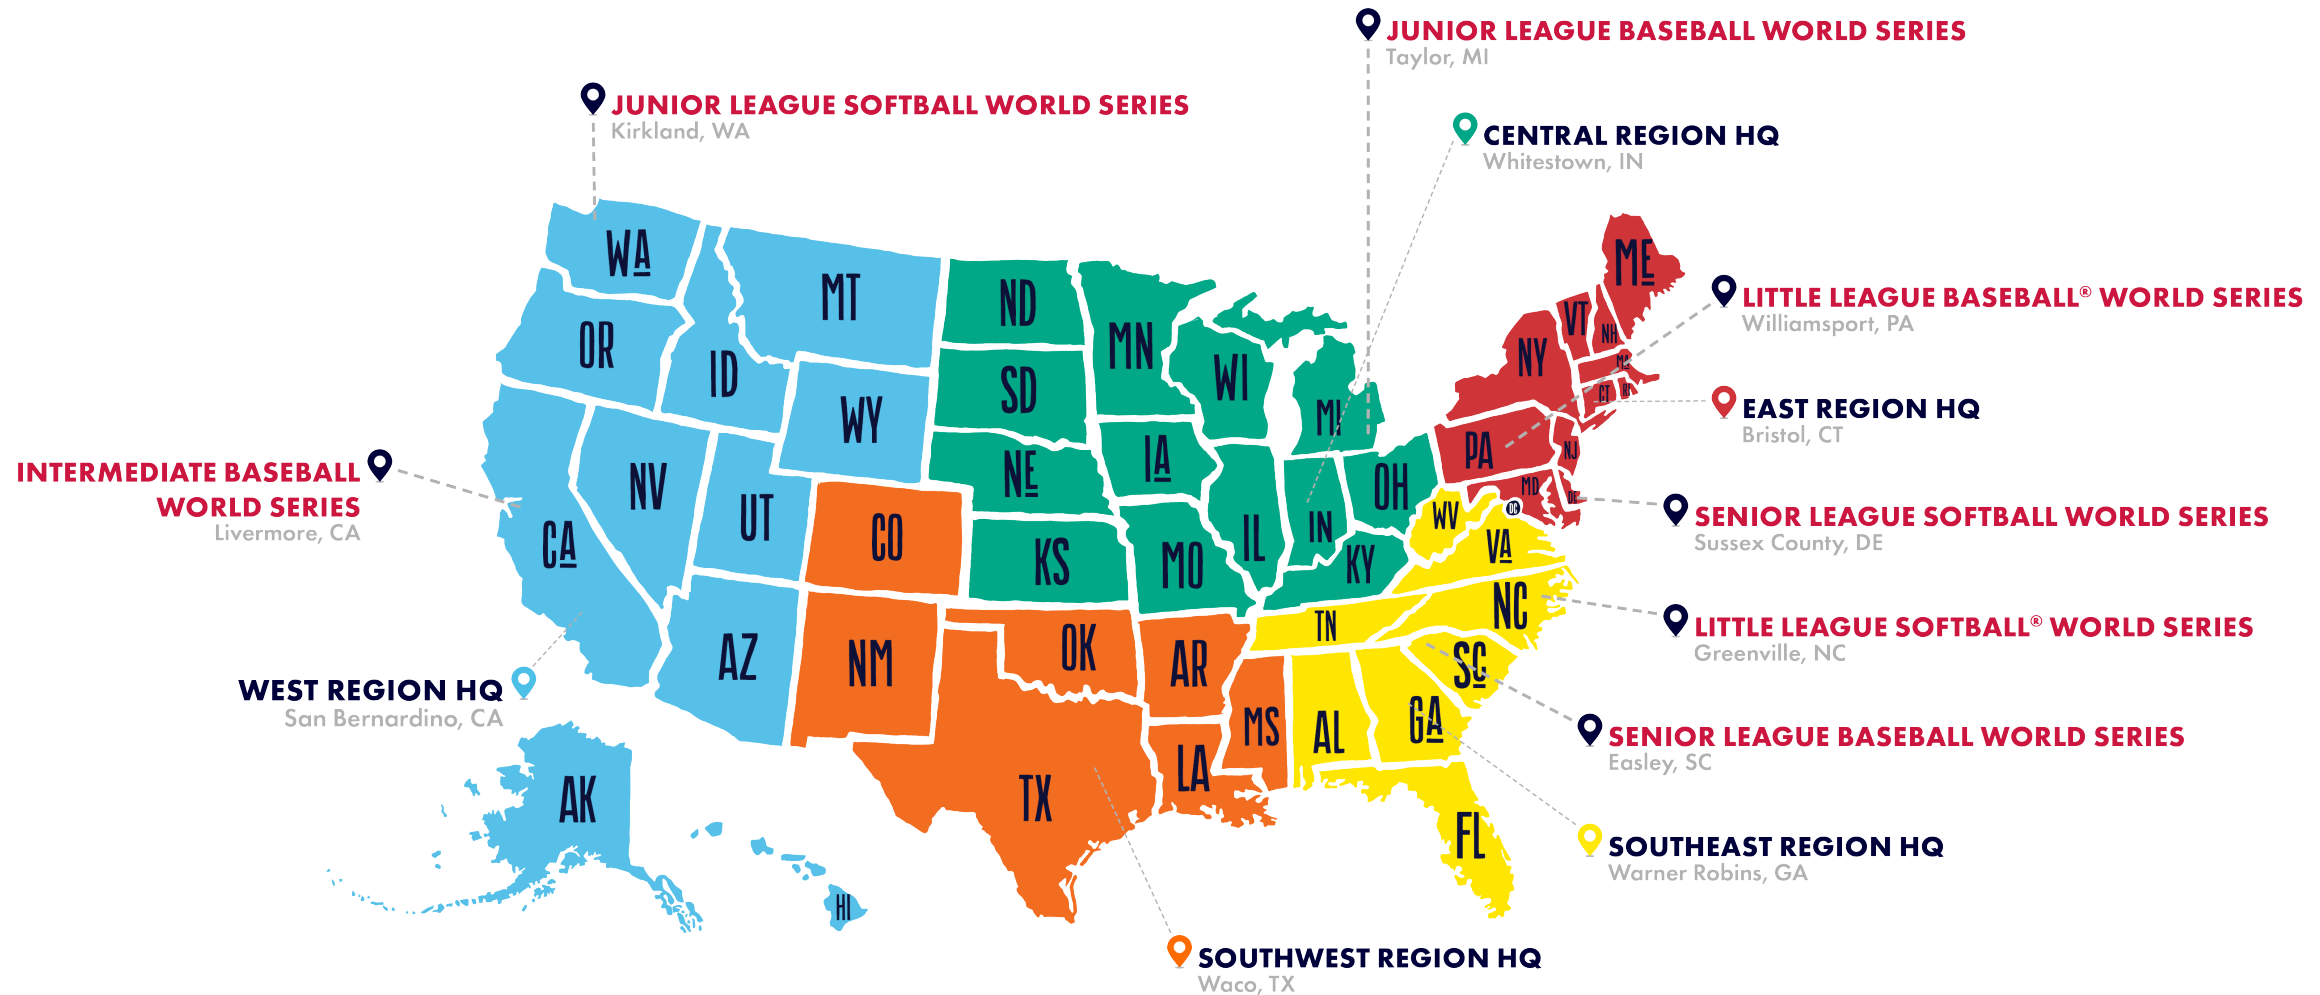 JUNIOR LEAGUE BASEBALL WORLD SERIES
Taylor, MI
JUNIOR LEAGUE SOFTBALL WORLD SERIES
Kirkland, WA
CENTRAL REGION HQ
Whitestown, IN
LITTLE LEAGUE BASEBALL® WORLD SERIES
Williamsport, PA
EAST REGION HQ
Bristol, CT
INTERMEDIATE BASEBALL
WORLD SERIES
Livermore, CA
SENIOR LEAGUE SOFTBALL WORLD SERIES
Sussex County, DE
LITTLE LEAGUE SOFTBALL® WORLD SERIES
Greenville, NC
WEST REGION HQ
San Bernardino, CA
SENIOR LEAGUE BASEBALL WORLD SERIES
Easley, SC
SOUTHEAST REGION HQ
Warner Robins, GA
SOUTHWEST REGION HQ
Waco, TX
WA
OR
ID
MT
WY
CA
NV
UT
AZ
AK
HI
CO
NM
OK
TX
AR
LA
MS
ND
SD
NE
KS
MN
IA
MO
WI
IL
MI
IN
OH
KY
TN
WV
VA
DC
NC
SC
GA
AL
FL
ME
VT
NH
MA
NY
CT
RI
PA
NJ
MD
DE